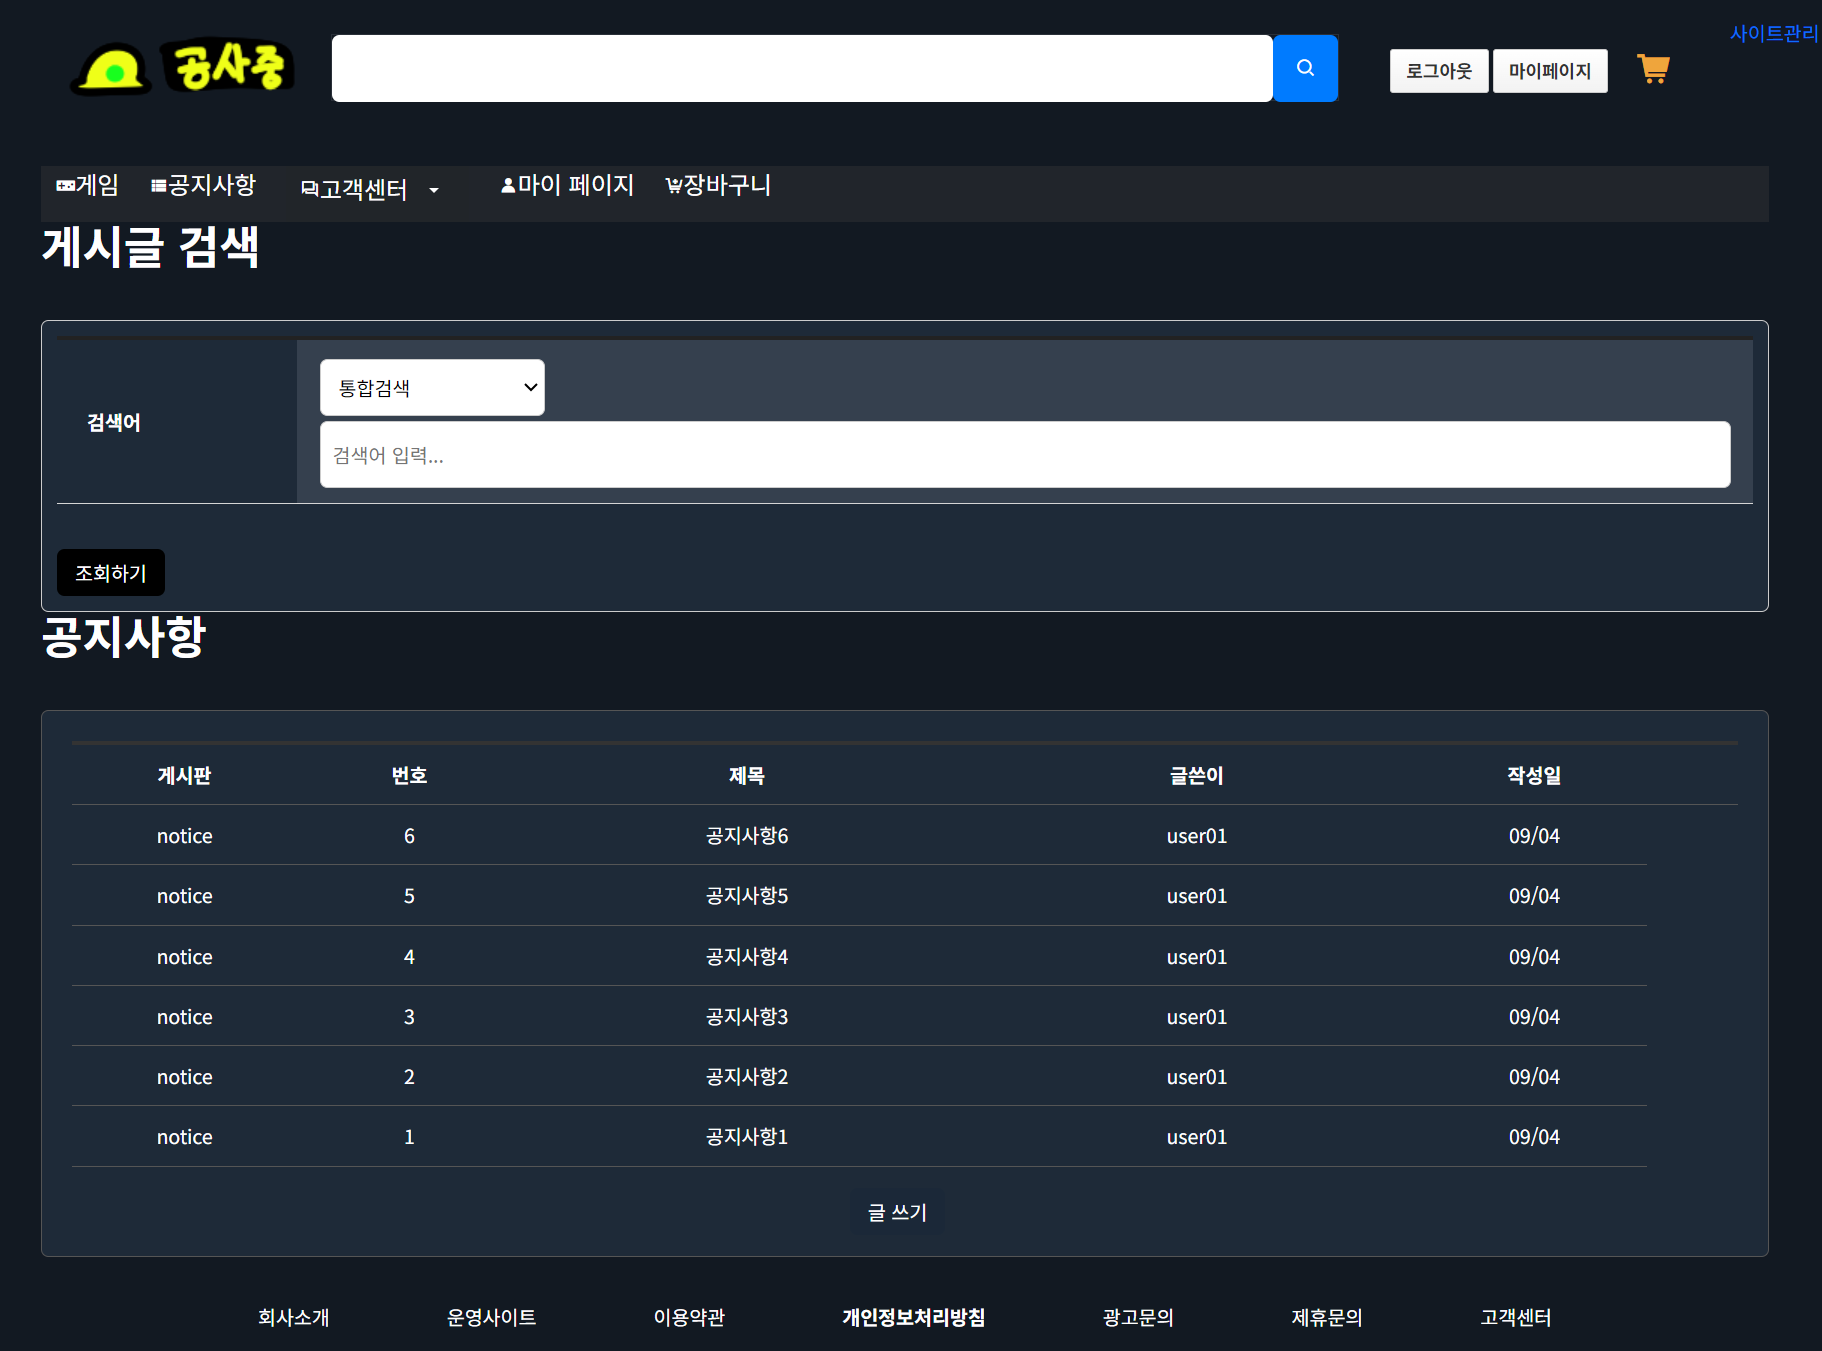 사이트관리
공사중
로그아웃 마이페이지
게임 공지사항 고객센터 마이 페이지 장바구니
게시글 검색
통합검색
검색어
검색어 입력...
조회하기
공지사항
게시판 번호 제목 글쓴이 작성일
notice 6 공지사항6 user01 09/04
notice 5 공지사항5 user01 09/04
notice 4 공지사항4 user01 09/04
notice 3 공지사항3 user01 09/04
notice 2 공지사항2 user01 09/04
notice 1 공지사항1 user01 09/04
글 쓰기
회사소개 운영사이트 이용약관 개인정보처리방침 광고문의 제휴문의 고객센터